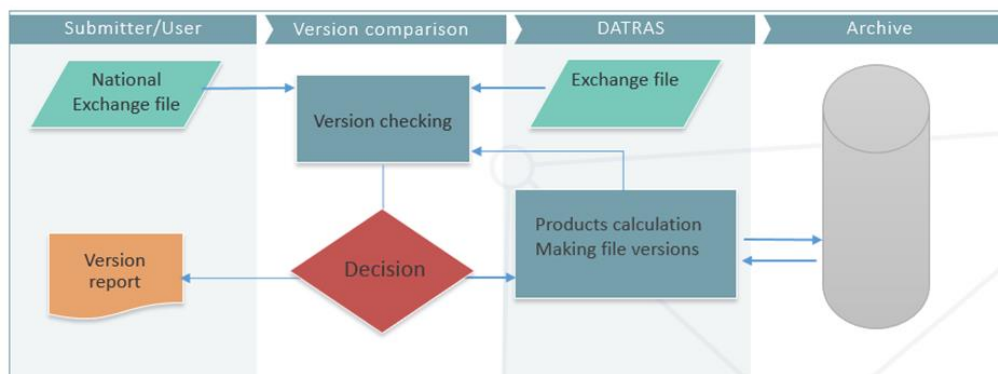 Submitter/User
Version comparison
DATRAS
Archive
National
Exchange file
Exchange file
Version checking
Products calculation
Making file versions
Version
report
Decision